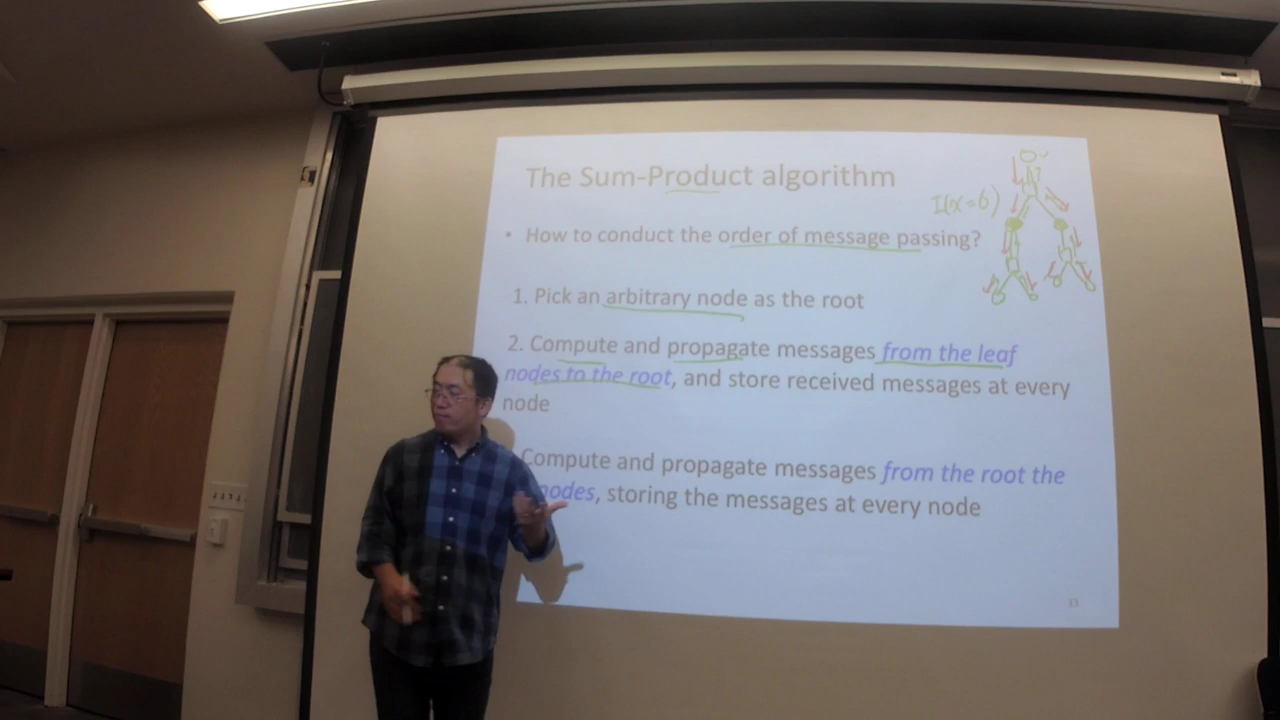 The Sum-Product algorithm
I(x=6)
• How to conduct the order of message passing?
1. Pick an arbitrary node as the root
2. Compute and propagate messages from the leaf
nodes to the root, and store received messages at every
node
Compute and propagate messages from the root the
nodes, storing the messages at every node
13